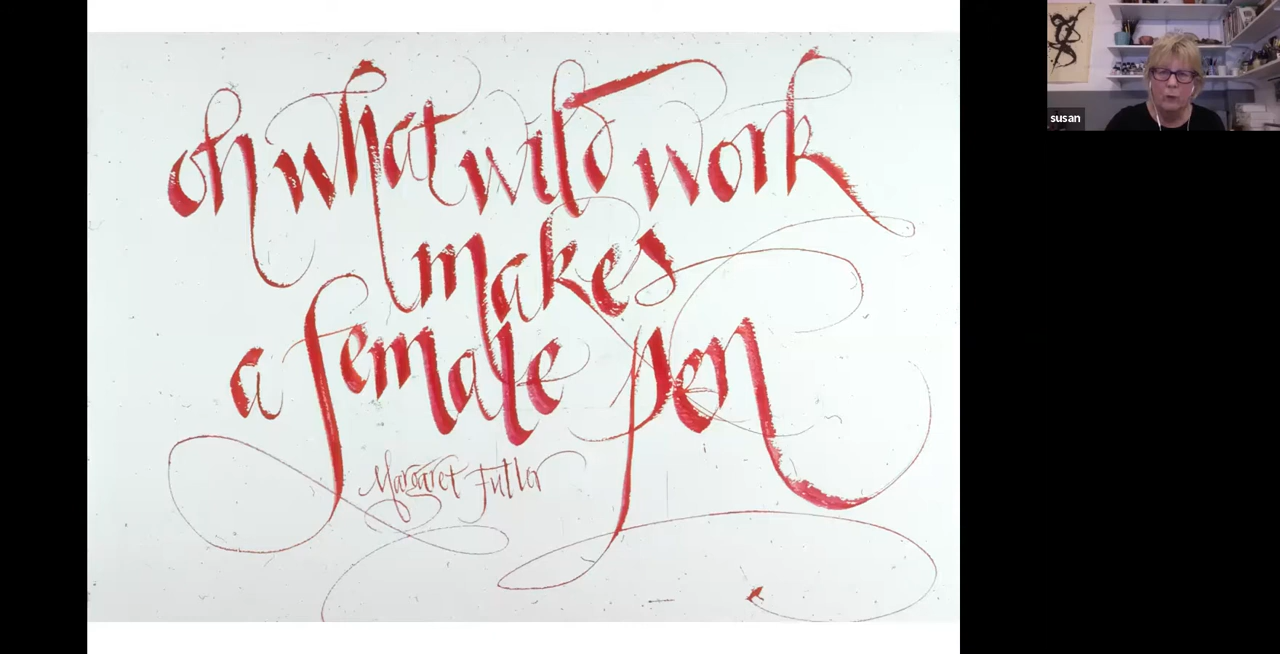 oh what wild work
makes
a female pen
Margaret Fuller
susan